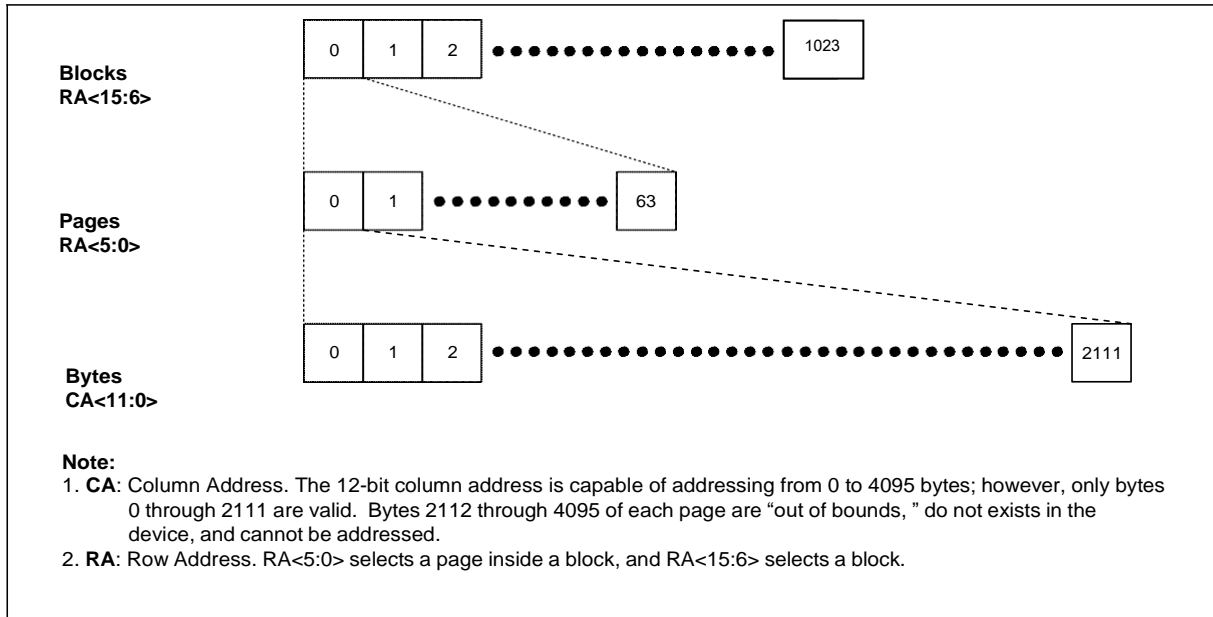 0 1 2 1023
Blocks
RA<15:6>
0 1 63
Pages
RA<5:0>
0 1 2 2111
Bytes
CA<11:0>
Note:
1. CA: Column Address. The 12-bit column address is capable of addressing from 0 to 4095 bytes; however, only bytes
0 through 2111 are valid. Bytes 2112 through 4095 of each page are “out of bounds, ” do not exists in the
device, and cannot be addressed.
2. RA: Row Address. RA<5:0> selects a page inside a block, and RA<15:6> selects a block.